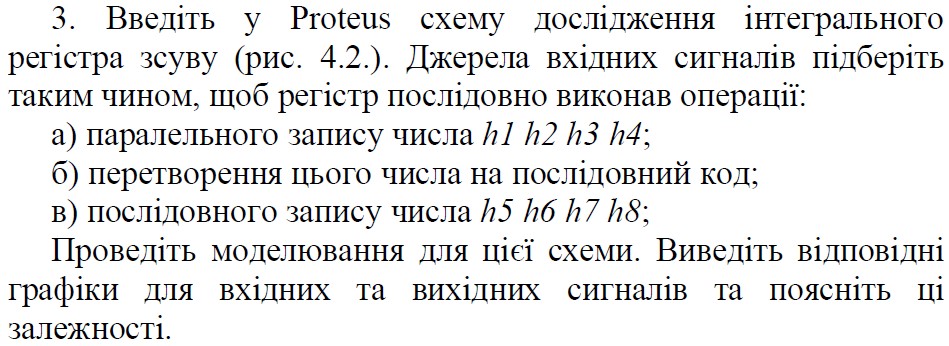 3. Введіть у Proteus схему дослідження інтегрального
регістра зсуву (рис. 4.2.). Джерела вхідних сигналів підберіть
таким чином, щоб регістр послідовно виконав операції:
а) паралельного запису числа h1 h2 h3 h4;
б) перетворення цього числа на послідовний код;
в) послідовного запису числа h5 h6 h7 h8;
Проведіть моделювання для цієї схеми. Виведіть відповідні
графіки для вхідних та вихідних сигналів та поясніть ці
залежності.